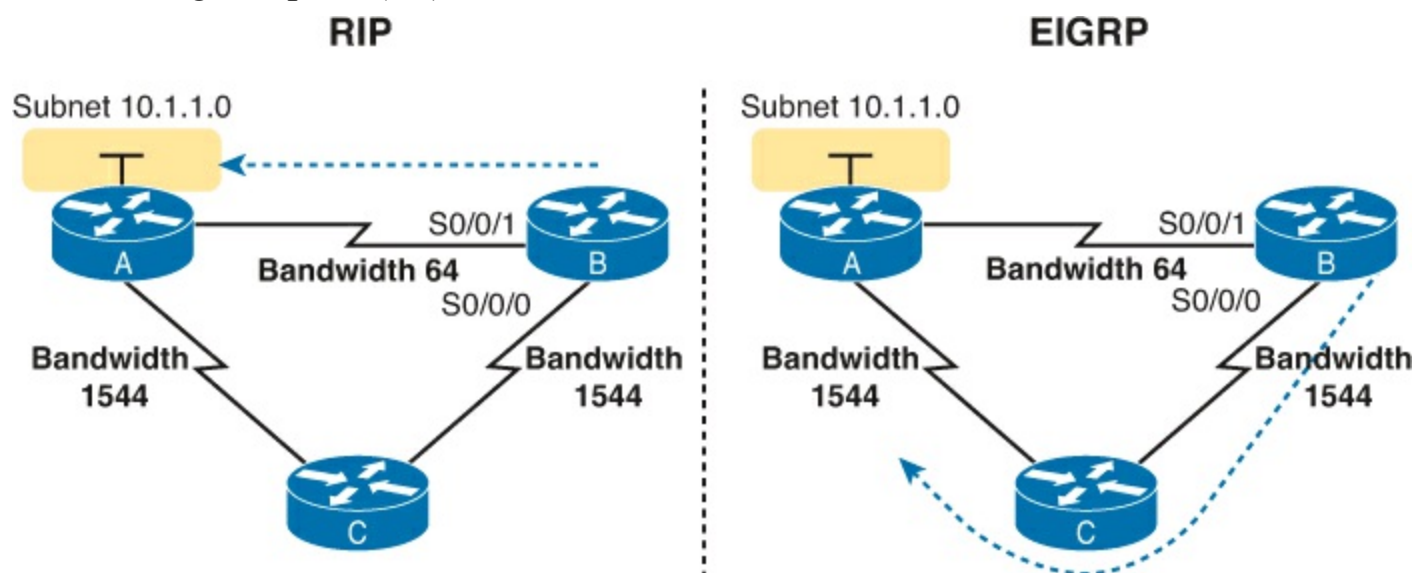 RIP
EIGRP
Subnet 10.1.1.0
S0/0/1
A
B
Bandwidth 64
S0/0/0
Bandwidth
1544
Bandwidth
1544
C
Subnet 10.1.1.0
S0/0/1
A
B
Bandwidth 64
S0/0/0
Bandwidth
1544
Bandwidth
1544
C